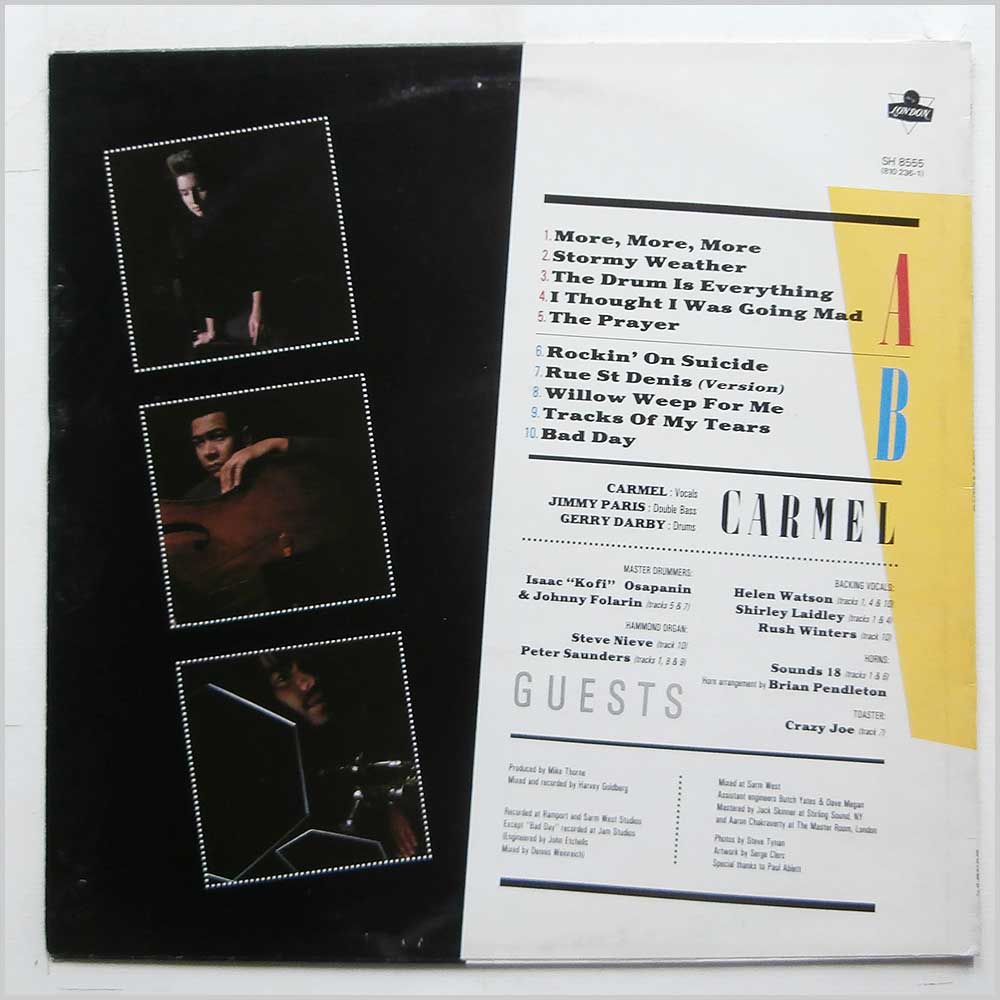 LONDON
SH 8555
(810 236-1)
1. More, More, More
2. Stormy Weather
3. The Drum Is Everything
4. I Thought I Was Going Mad
5. The Prayer
A
6. Rockin' On Suicide
7. Rue St Denis (Version)
8. Willow Weep For Me
9. Tracks Of My Tears
10. Bad Day
B
CARMEL : Vocals
JIMMY PARIS : Double Bass
GERRY DARBY : Drums
CARMEL
MASTER DRUMMERS:
Isaac "Kofi" Osapanin
& Johnny Folarin (tracks 5 & 7)
HAMMOND ORGAN:
Steve Nieve (track 10)
Peter Saunders (tracks 1, 8 & 9)
GUESTS
BACKING VOCALS:
Helen Watson (tracks 1, 4 & 10)
Shirley Laidley (tracks 1 & 4)
Rush Winters (track 10)
HORNS:
Sounds 18 (tracks 1 & 6)
Horn arrangement by Brian Pendleton
TOASTER:
Crazy Joe (track 7)
Produced by Mike Thorne
Mixed and recorded by Harvey Goldberg
Recorded at Ramport and Sarm West Studios
Except "Bad Day" recorded at Jam Studios
(Engineered by John Etchells
Mixed by Dennis Weinreich)
Mixed at Sarm West
Assistant engineers Butch Yates & Dave Megan
Mastered by Jack Skinner at Stirling Sound, NY
and Aaron Chakraverty at The Master Room, London
Photos by Steve Tynan
Artwork by Serge Clerc
Special thanks to Paul Ablett